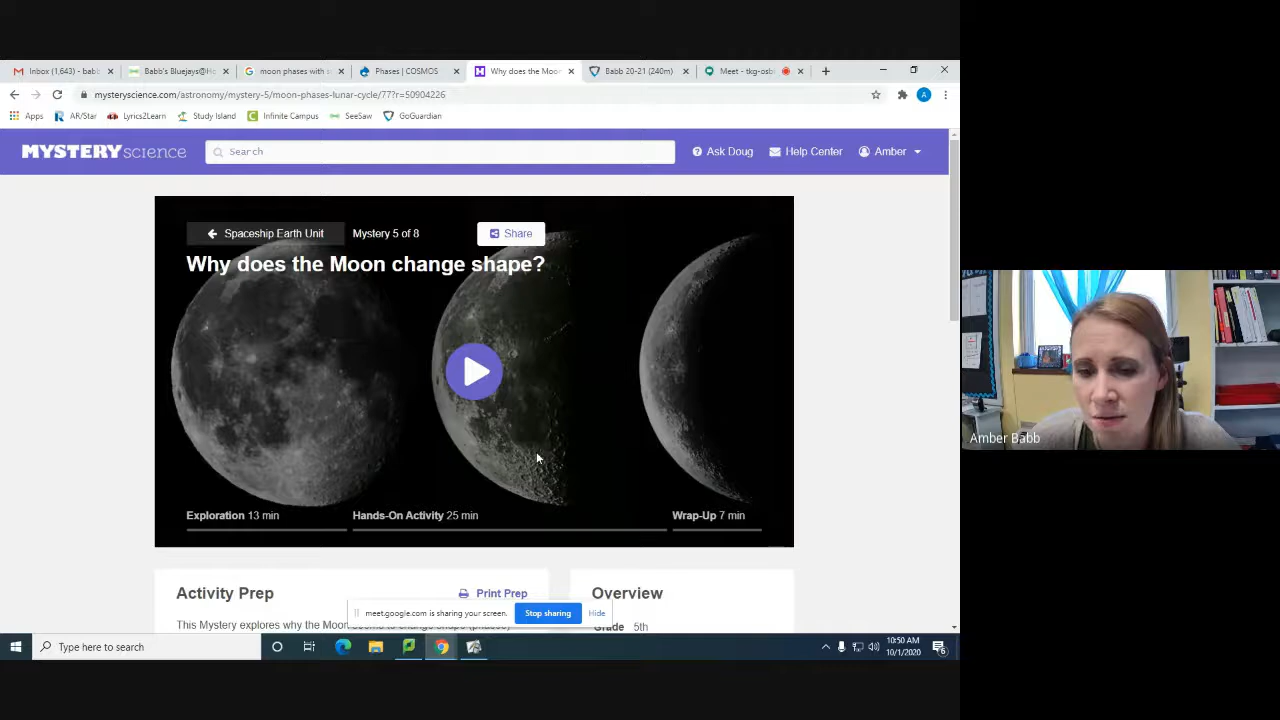 Inbox (1,643) - babb
Babb's Bluejays@Ho
moon phases with s
Phases | COSMOS
Why does the Moon
Babb 20-21 (240m)
Meet - tkg-osbi
mysteryscience.com/astronomy/mystery-5/moon-phases-lunar-cycle/77?r=50904226
A
Apps
AR/Star
Lyrics2Learn
Study Island
Infinite Campus
SeeSaw
GoGuardian
MYSTERYscience
Search
Ask Doug
Help Center
Amber
Spaceship Earth Unit
Mystery 5 of 8
Share
Why does the Moon change shape?
Exploration 13 min
Hands-On Activity 25 min
Wrap-Up 7 min
Activity Prep
Print Prep
Overview
meet.google.com is sharing your screen.
Stop sharing
Hide
This Mystery explores why the Moon
Grade 5th
Type here to search
10:50 AM
10/1/2020
6
Amber Babb